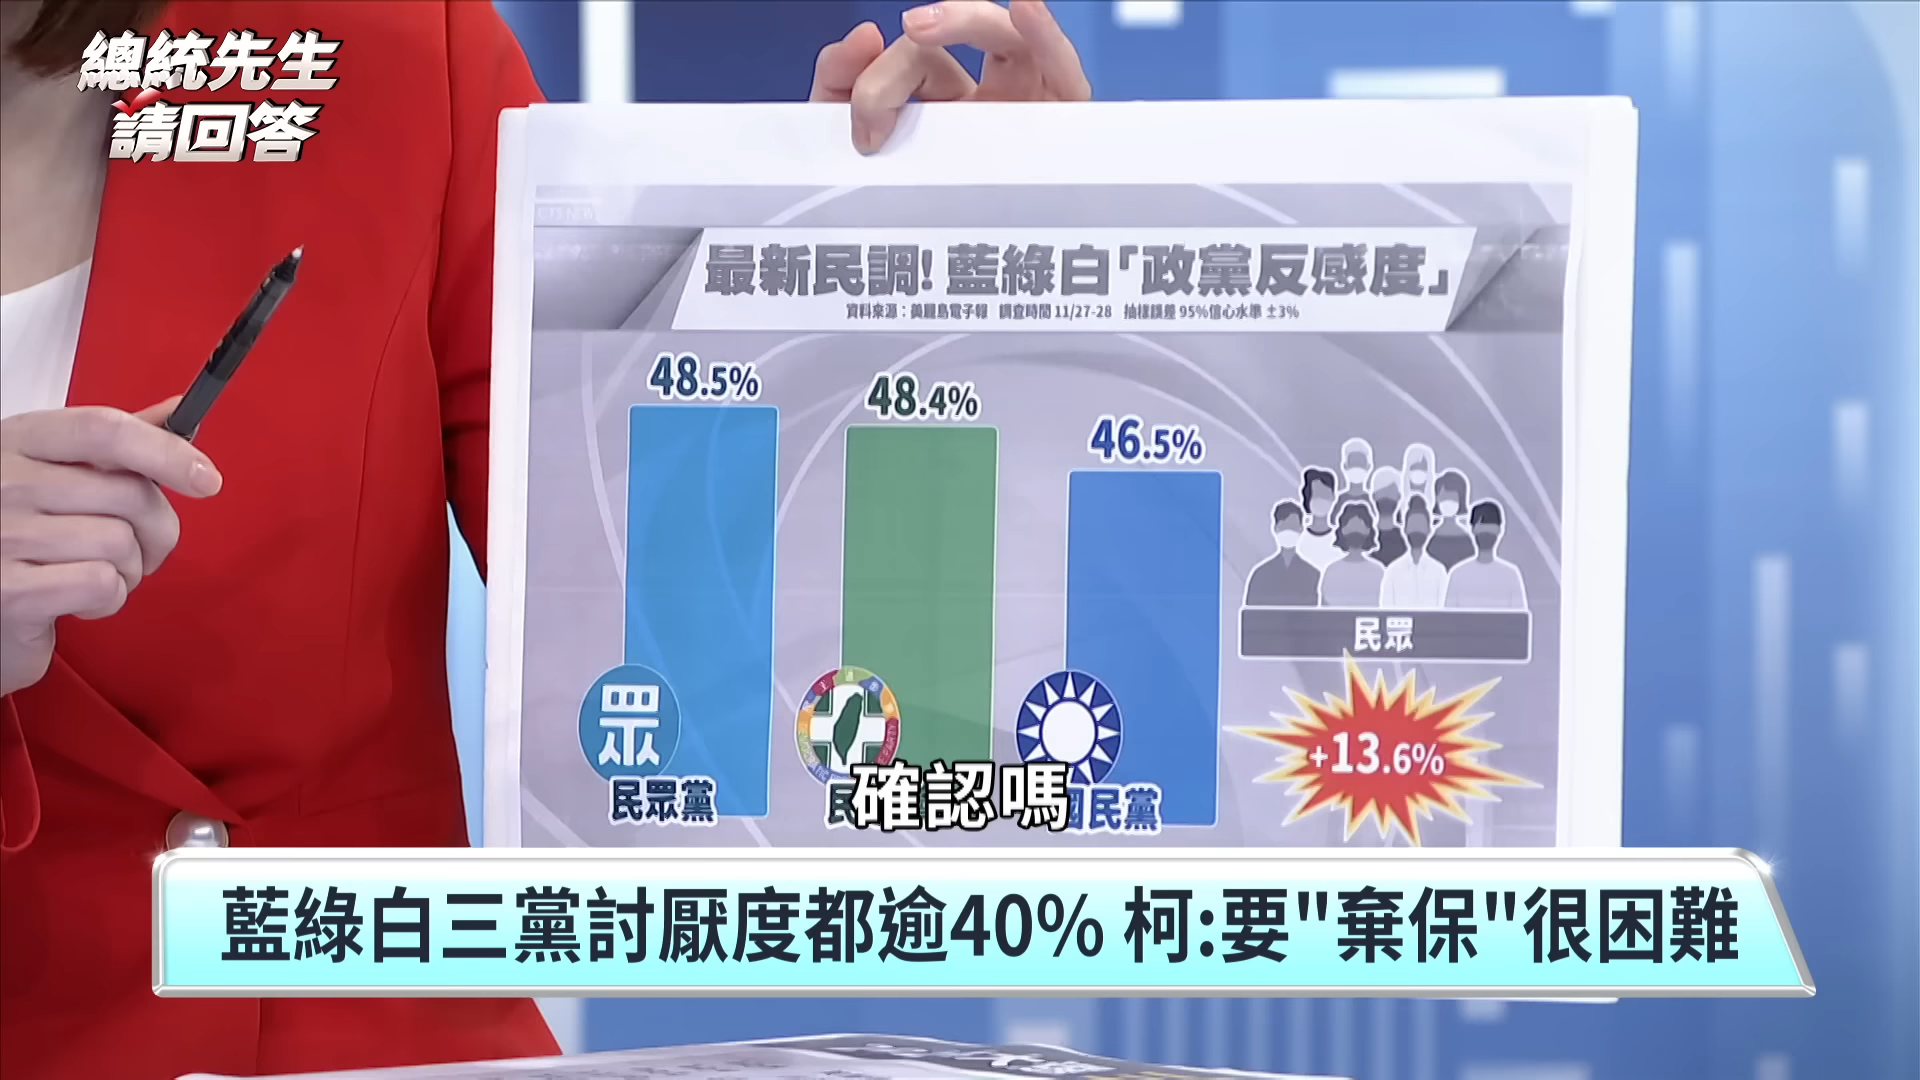 總統先生
請回答
CTS NEWS
最新民調! 藍綠白「政黨反感度」
資料來源：美麗島電子報 調查時間 11/27-28 抽樣誤差 95%信心水準 ±3%
48.5%
48.4%
46.5%
眾
民眾黨
民
國民黨
民眾
+13.6%
確認嗎
藍綠白三黨討厭度都逾40% 柯:要"棄保"很困難